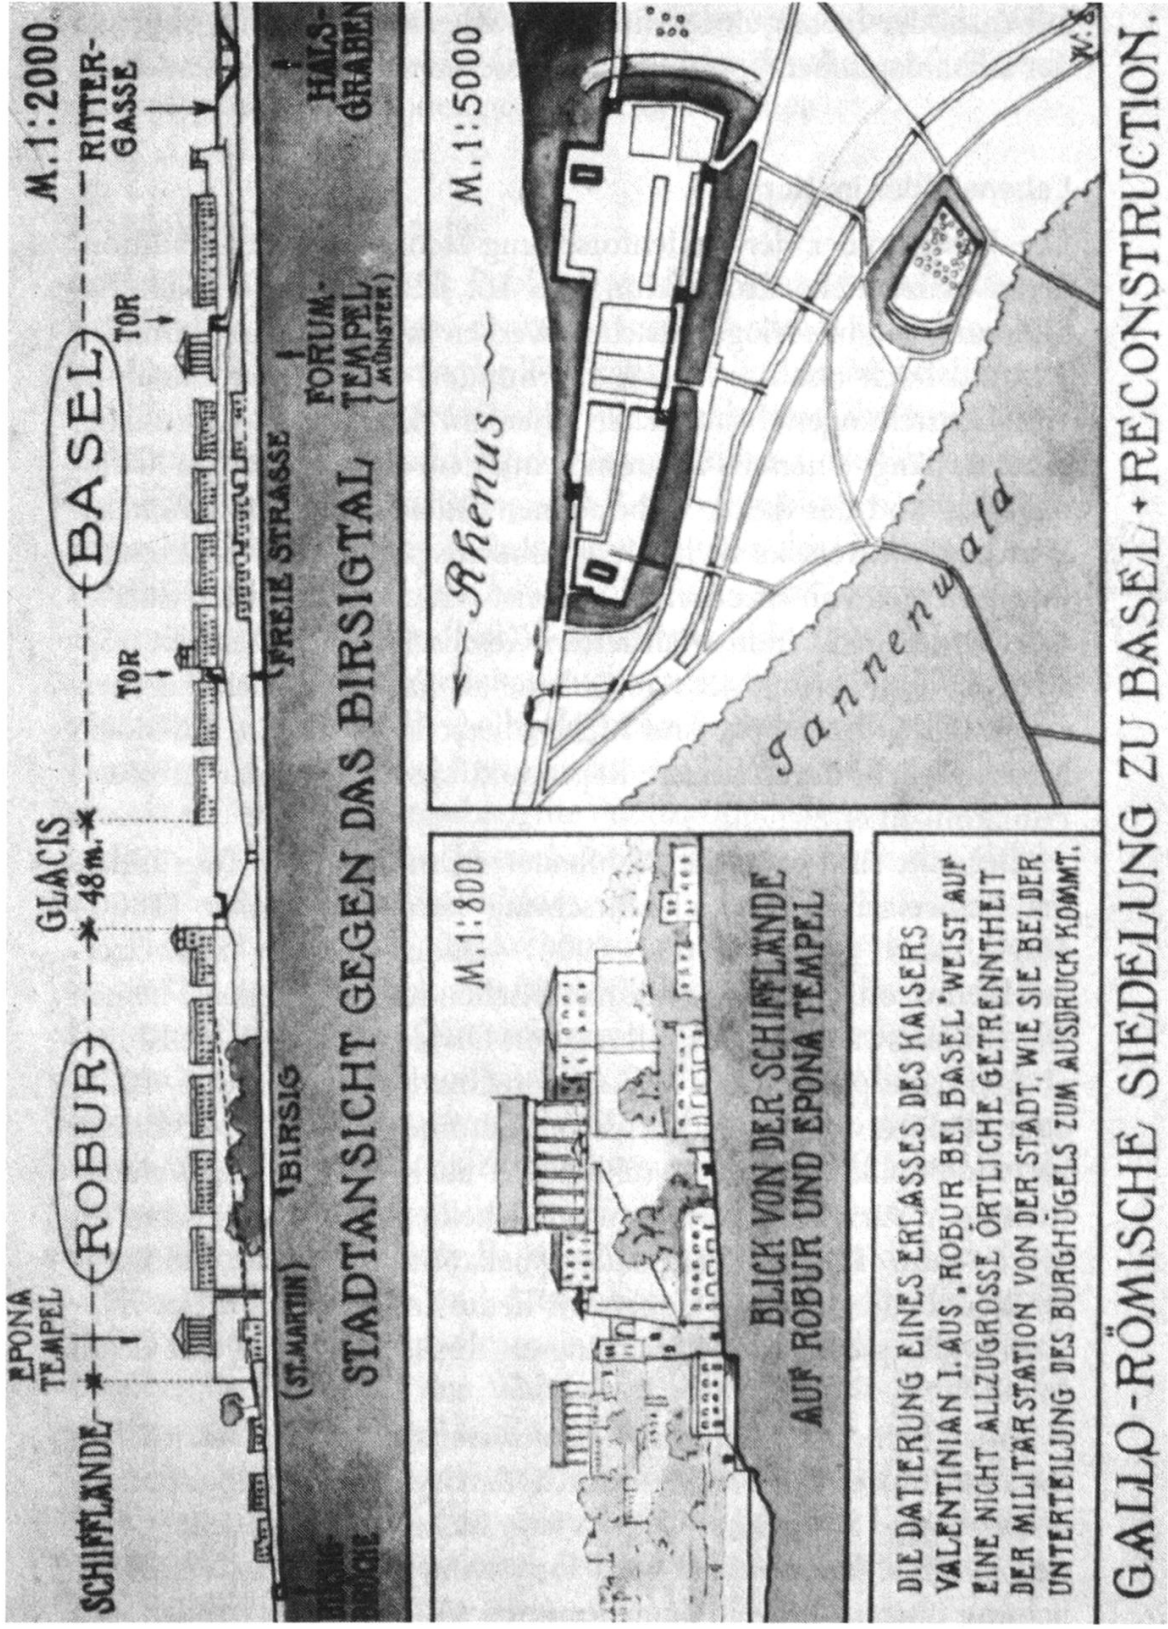 M. 1:2000
SCHIFFLÄNDE
EPONA
TEMPEL
ROBUR
GLACIS
48m.
TOR
BASEL
TOR
RITTER-
GASSE
(ST. MARTIN)
BIRSIG
FREIE STRASSE
FORUM-
TEMPEL
(MÜNSTER)
HALS-
GRABEN
STADTANSICHT GEGEN DAS BIRSIGTAL
M. 1:800
BLICK VON DER SCHIFFLÄNDE
AUF ROBUR UND EPONA TEMPEL
M. 1:5000
Rhenus
Tannenwald
DIE DATIERUNG EINES ERLASSES DES KAISERS
VALENTINIAN I. AUS „ROBUR BEI BASEL WEIST AUF
EINE NICHT ALLZUGROSSE ÖRTLICHE GETRENNTHEIT
DER MILITÄRSTATION VON DER STADT, WIE SIE BEI DER
UNTERTEILUNG DES BURGHÜGELS ZUM AUSDRUCK KOMMT.
GALLO-RÖMISCHE SIEDELUNG ZU BASEL + RECONSTRUCTION.